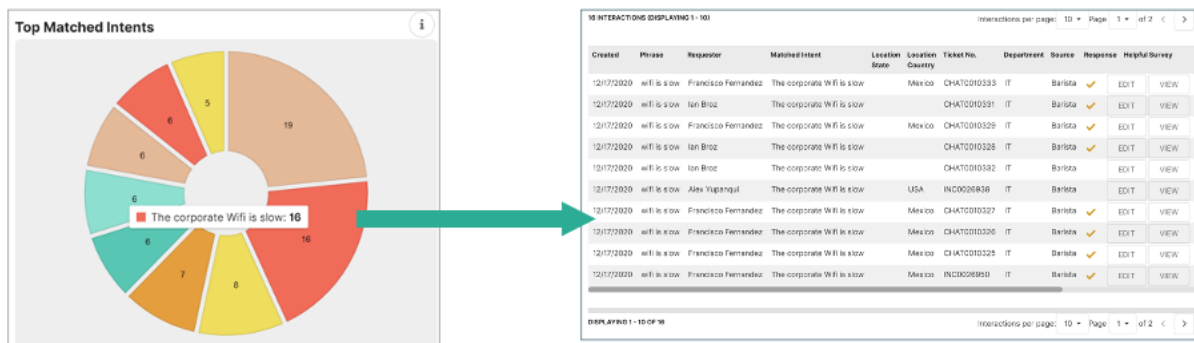 Top Matched Intents
i
5
19
6
6
6
The corporate Wifi is slow: 16
6
16
7
8
16 INTERACTIONS (DISPLAYING 1 - 10)
Interactions per page: 10 Page 1 of 2 < >
Created Phrase Requester Matched Intent Location State Location Country Ticket No. Department Source Response Helpful Survey
12/17/2020 wifi is slow Francisco Fernandez The corporate Wifi is slow Mexico CHAT0010333 IT Barista EDIT VIEW
12/17/2020 wifi is slow Ian Broz The corporate Wifi is slow CHAT0010331 IT Barista EDIT VIEW
12/17/2020 wifi is slow Francisco Fernandez The corporate Wifi is slow Mexico CHAT0010329 IT Barista EDIT VIEW
12/17/2020 wifi is slow Ian Broz The corporate Wifi is slow CHAT0010328 IT Barista EDIT VIEW
12/17/2020 wifi is slow Ian Broz The corporate Wifi is slow CHAT0010332 IT Barista EDIT VIEW
12/17/2020 wifi is slow Alex Yupanqui The corporate Wifi is slow USA INC0026938 IT Barista EDIT VIEW
12/17/2020 wifi is slow Francisco Fernandez The corporate Wifi is slow Mexico CHAT0010327 IT Barista EDIT VIEW
12/17/2020 wifi is slow Francisco Fernandez The corporate Wifi is slow Mexico CHAT0010326 IT Barista EDIT VIEW
12/17/2020 wifi is slow Francisco Fernandez The corporate Wifi is slow Mexico CHAT0010325 IT Barista EDIT VIEW
12/17/2020 wifi is slow Francisco Fernandez The corporate Wifi is slow Mexico INC0026950 IT Barista EDIT VIEW
DISPLAYING 1 - 10 OF 16
Interactions per page: 10 Page 1 of 2 < >